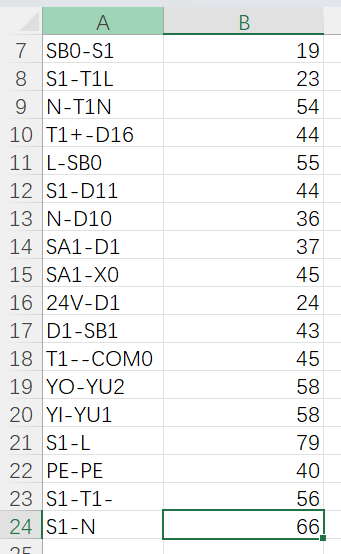 A B
7 SB0-S1 19
8 S1-T1L 23
9 N-T1N 54
10 T1+-D16 44
11 L-SB0 55
12 S1-D11 44
13 N-D10 36
14 SA1-D1 37
15 SA1-X0 45
16 24V-D1 24
17 D1-SB1 43
18 T1--COM0 45
19 YO-YU2 58
20 YI-YU1 58
21 S1-L 79
22 PE-PE 40
23 S1-T1- 56
24 S1-N 66